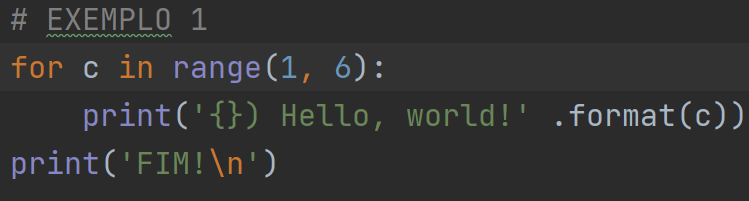 # EXEMPLO 1
for c in range(1, 6):
    print('{}) Hello, world!' .format(c))
print('FIM!\n')